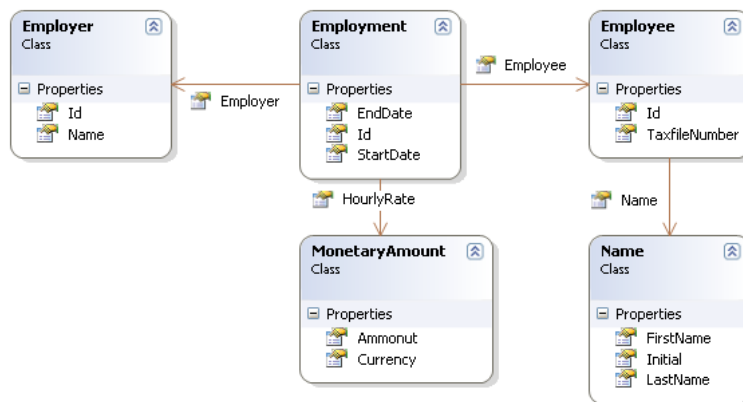 Employer
Class
Properties
Id
Name
Employer
Employment
Class
Properties
EndDate
Id
StartDate
Employee
Employee
Class
Properties
Id
TaxfileNumber
HourlyRate
Name
MonetaryAmount
Class
Properties
Ammonut
Currency
Name
Class
Properties
FirstName
Initial
LastName